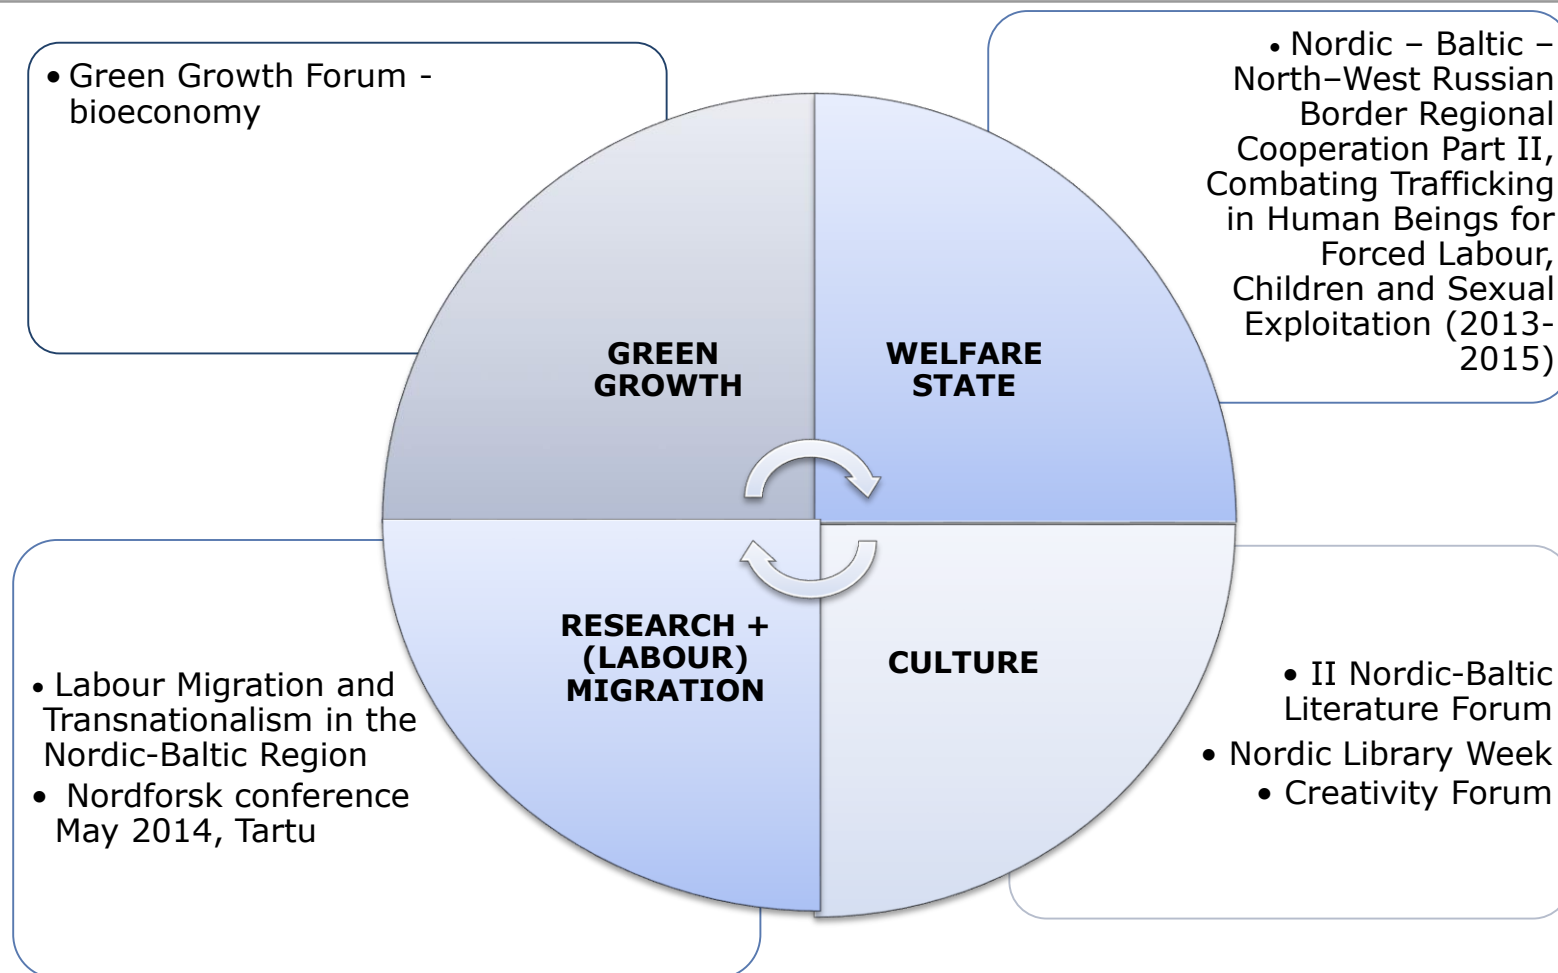 • Green Growth Forum -
bioeconomy
• Nordic – Baltic –
North–West Russian
Border Regional
Cooperation Part II,
Combating Trafficking
in Human Beings for
Forced Labour,
Children and Sexual
Exploitation (2013-
2015)
GREEN
GROWTH
WELFARE
STATE
RESEARCH +
(LABOUR)
MIGRATION
CULTURE
• Labour Migration and
Transnationalism in the
Nordic-Baltic Region
• Nordforsk conference
May 2014, Tartu
• II Nordic-Baltic
Literature Forum
• Nordic Library Week
• Creativity Forum